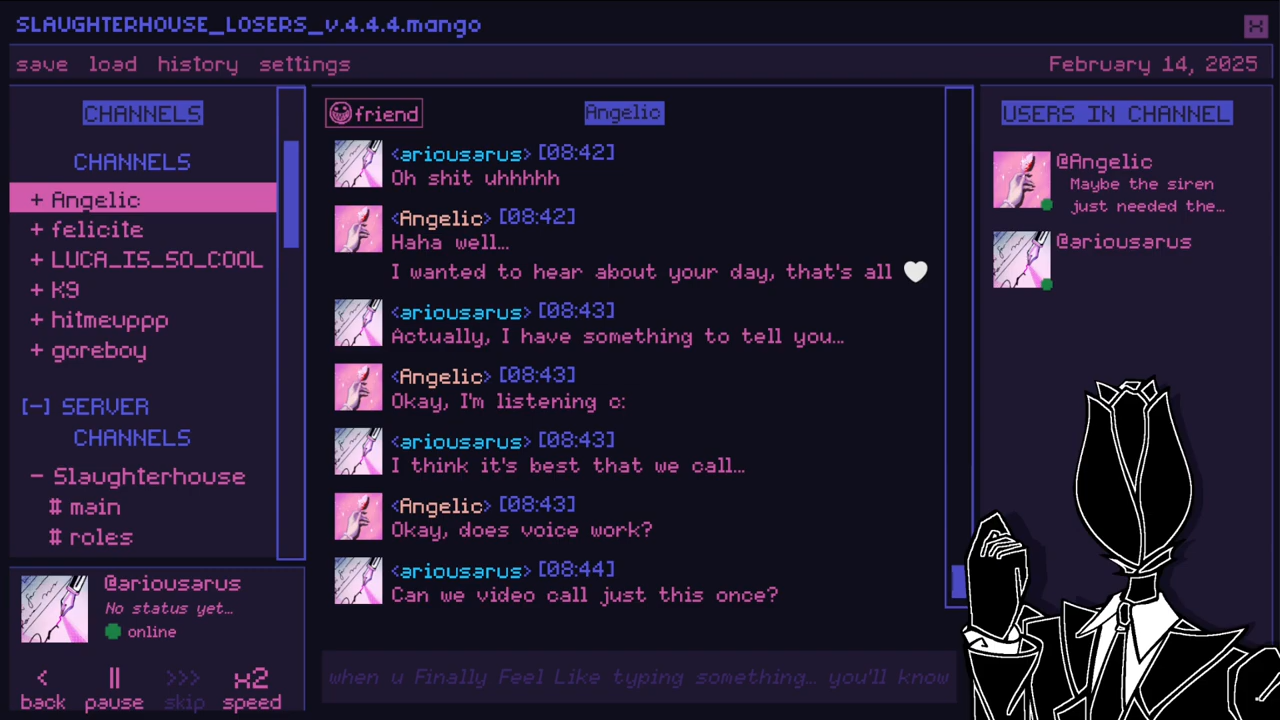 SLAUGHTERHOUSE_LOSERS_v.4.4.4.mango
x
save load history settings
February 14, 2025
CHANNELS
CHANNELS
+ Angelic
+ felicite
+ LUCA_IS_SO_COOL
+ K9
+ hitmeuppp
+ goreboy
[-] SERVER
CHANNELS
- Slaughterhouse
# main
# roles
@ariousarus
No status yet…
online
< || >>> x2
back pause skip speed
friend
Angelic
<ariousarus> [08:42]
Oh shit uhhhhh
<Angelic> [08:42]
Haha well…
I wanted to hear about your day, that's all
<ariousarus> [08:43]
Actually, I have something to tell you…
<Angelic> [08:43]
Okay, I'm listening c:
<ariousarus> [08:43]
I think it's best that we call…
<Angelic> [08:43]
Okay, does voice work?
<ariousarus> [08:44]
Can we video call just this once?
when u Finally Feel Like typing something… you'll know
USERS IN CHANNEL
@Angelic
Maybe the siren
just needed the…
@ariousarus